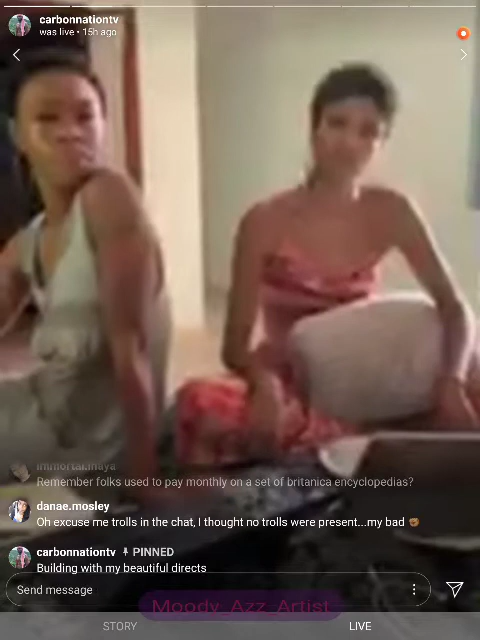 carbonnationtv
was live • 15h ago
immortal.maya
Remember folks used to pay monthly on a set of britanica encyclopedias?
danae.mosley
Oh excuse me trolls in the chat, I thought no trolls were present...my bad ✊🏾
carbonnationtv PINNED
Building with my beautiful directs
Send message
Moody_Azz_Artist
STORY LIVE